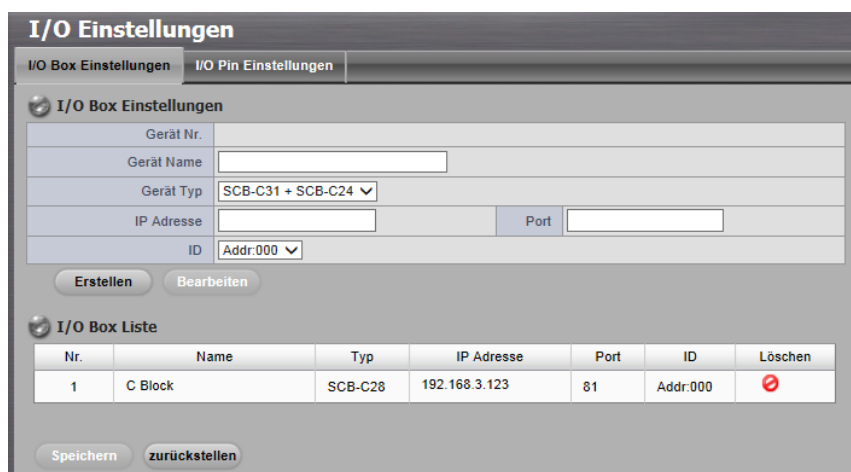 I/O Einstellungen
I/O Box Einstellungen I/O Pin Einstellungen
I/O Box Einstellungen
Gerät Nr.
Gerät Name
Gerät Typ SCB-C31 + SCB-C24
IP Adresse Port
ID Addr:000
Erstellen Bearbeiten
I/O Box Liste
Nr. Name Typ IP Adresse Port ID Löschen
1 C Block SCB-C28 192.168.3.123 81 Addr:000
Speichern zurückstellen